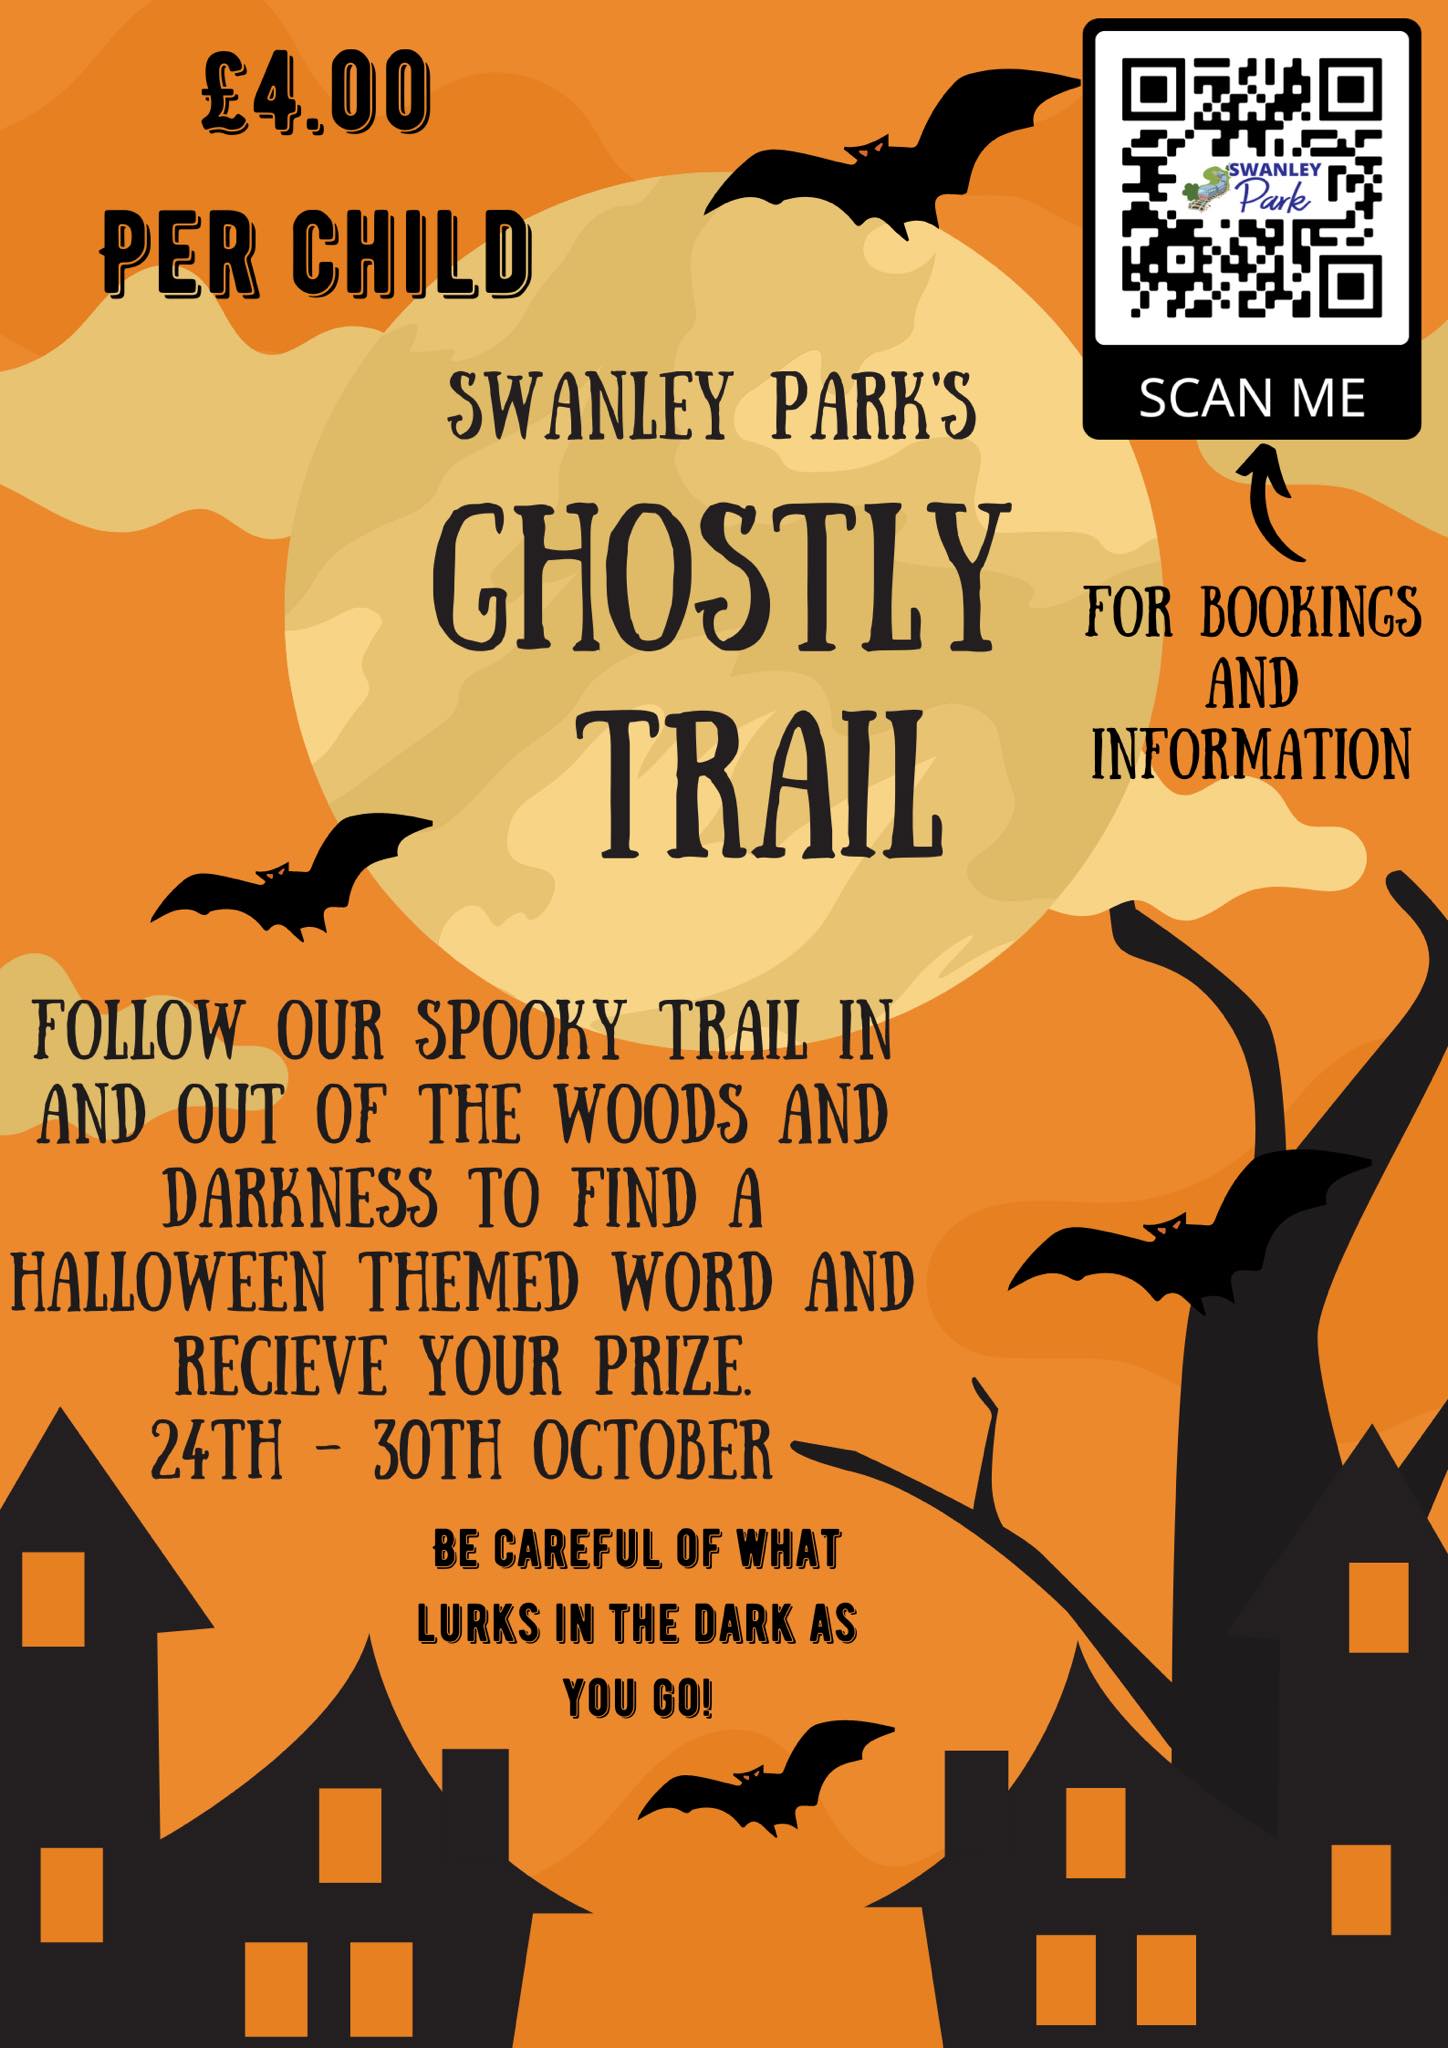 £4.00
PER CHILD
SWANLEY
Park
SCAN ME
FOR BOOKINGS
AND
INFORMATION
SWANLEY PARK'S
GHOSTLY
TRAIL
FOLLOW OUR SPOOKY TRAIL IN
AND OUT OF THE WOODS AND
DARKNESS TO FIND A
HALLOWEEN THEMED WORD AND
RECIEVE YOUR PRIZE.
24TH - 30TH OCTOBER
BE CAREFUL OF WHAT
LURKS IN THE DARK AS
YOU GO!